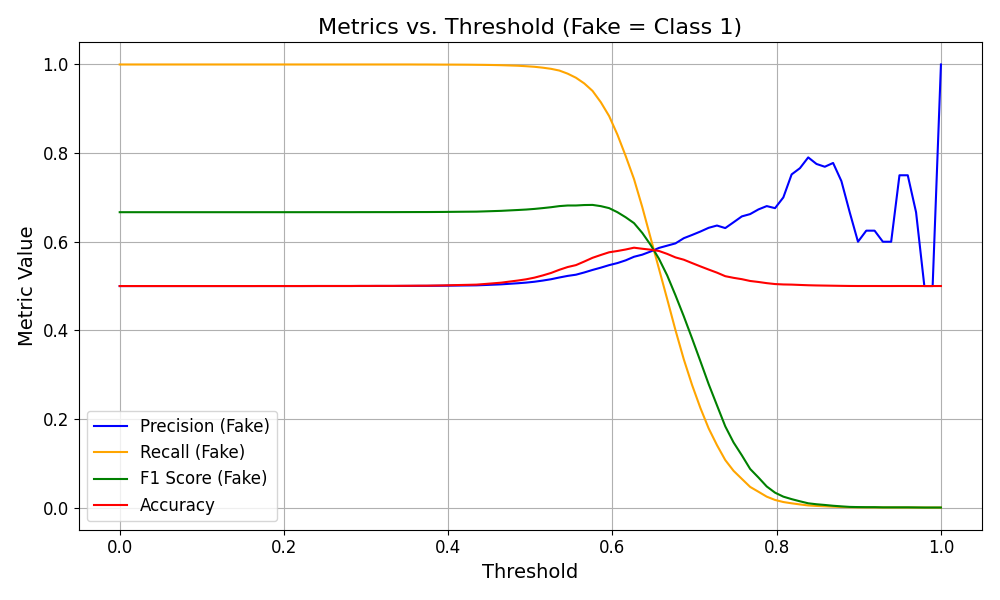 Metrics vs. Threshold (Fake = Class 1)
Metric Value
1.0
0.8
0.6
0.4
0.2
0.0
Precision (Fake)
Recall (Fake)
F1 Score (Fake)
Accuracy
0.0 0.2 0.4 0.6 0.8 1.0
Threshold